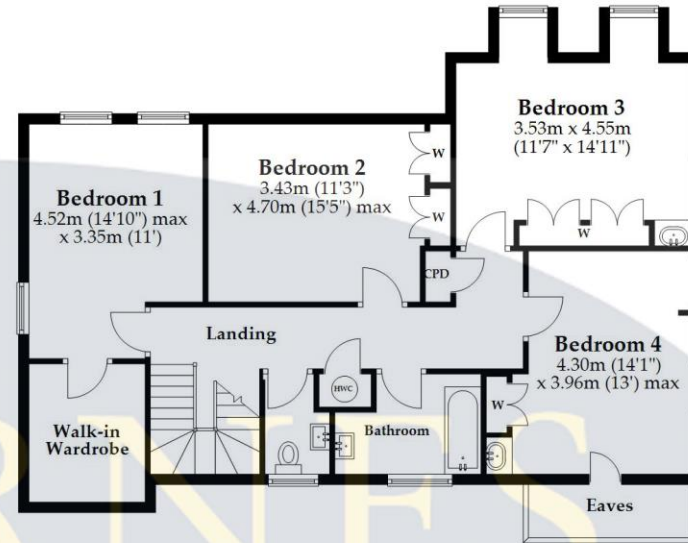 Bedroom 3
3.53m x 4.55m
(11'7" x 14'11")
W
Bedroom 2
3.43m (11'3")
x 4.70m (15'5") max
W
W
Bedroom 1
4.52m (14'10") max
x 3.35m (11')
CPD
Landing
Bedroom 4
4.30m (14'1")
x 3.96m (13') max
HWC
W
Walk-in
Wardrobe
Bathroom
Eaves
RNES